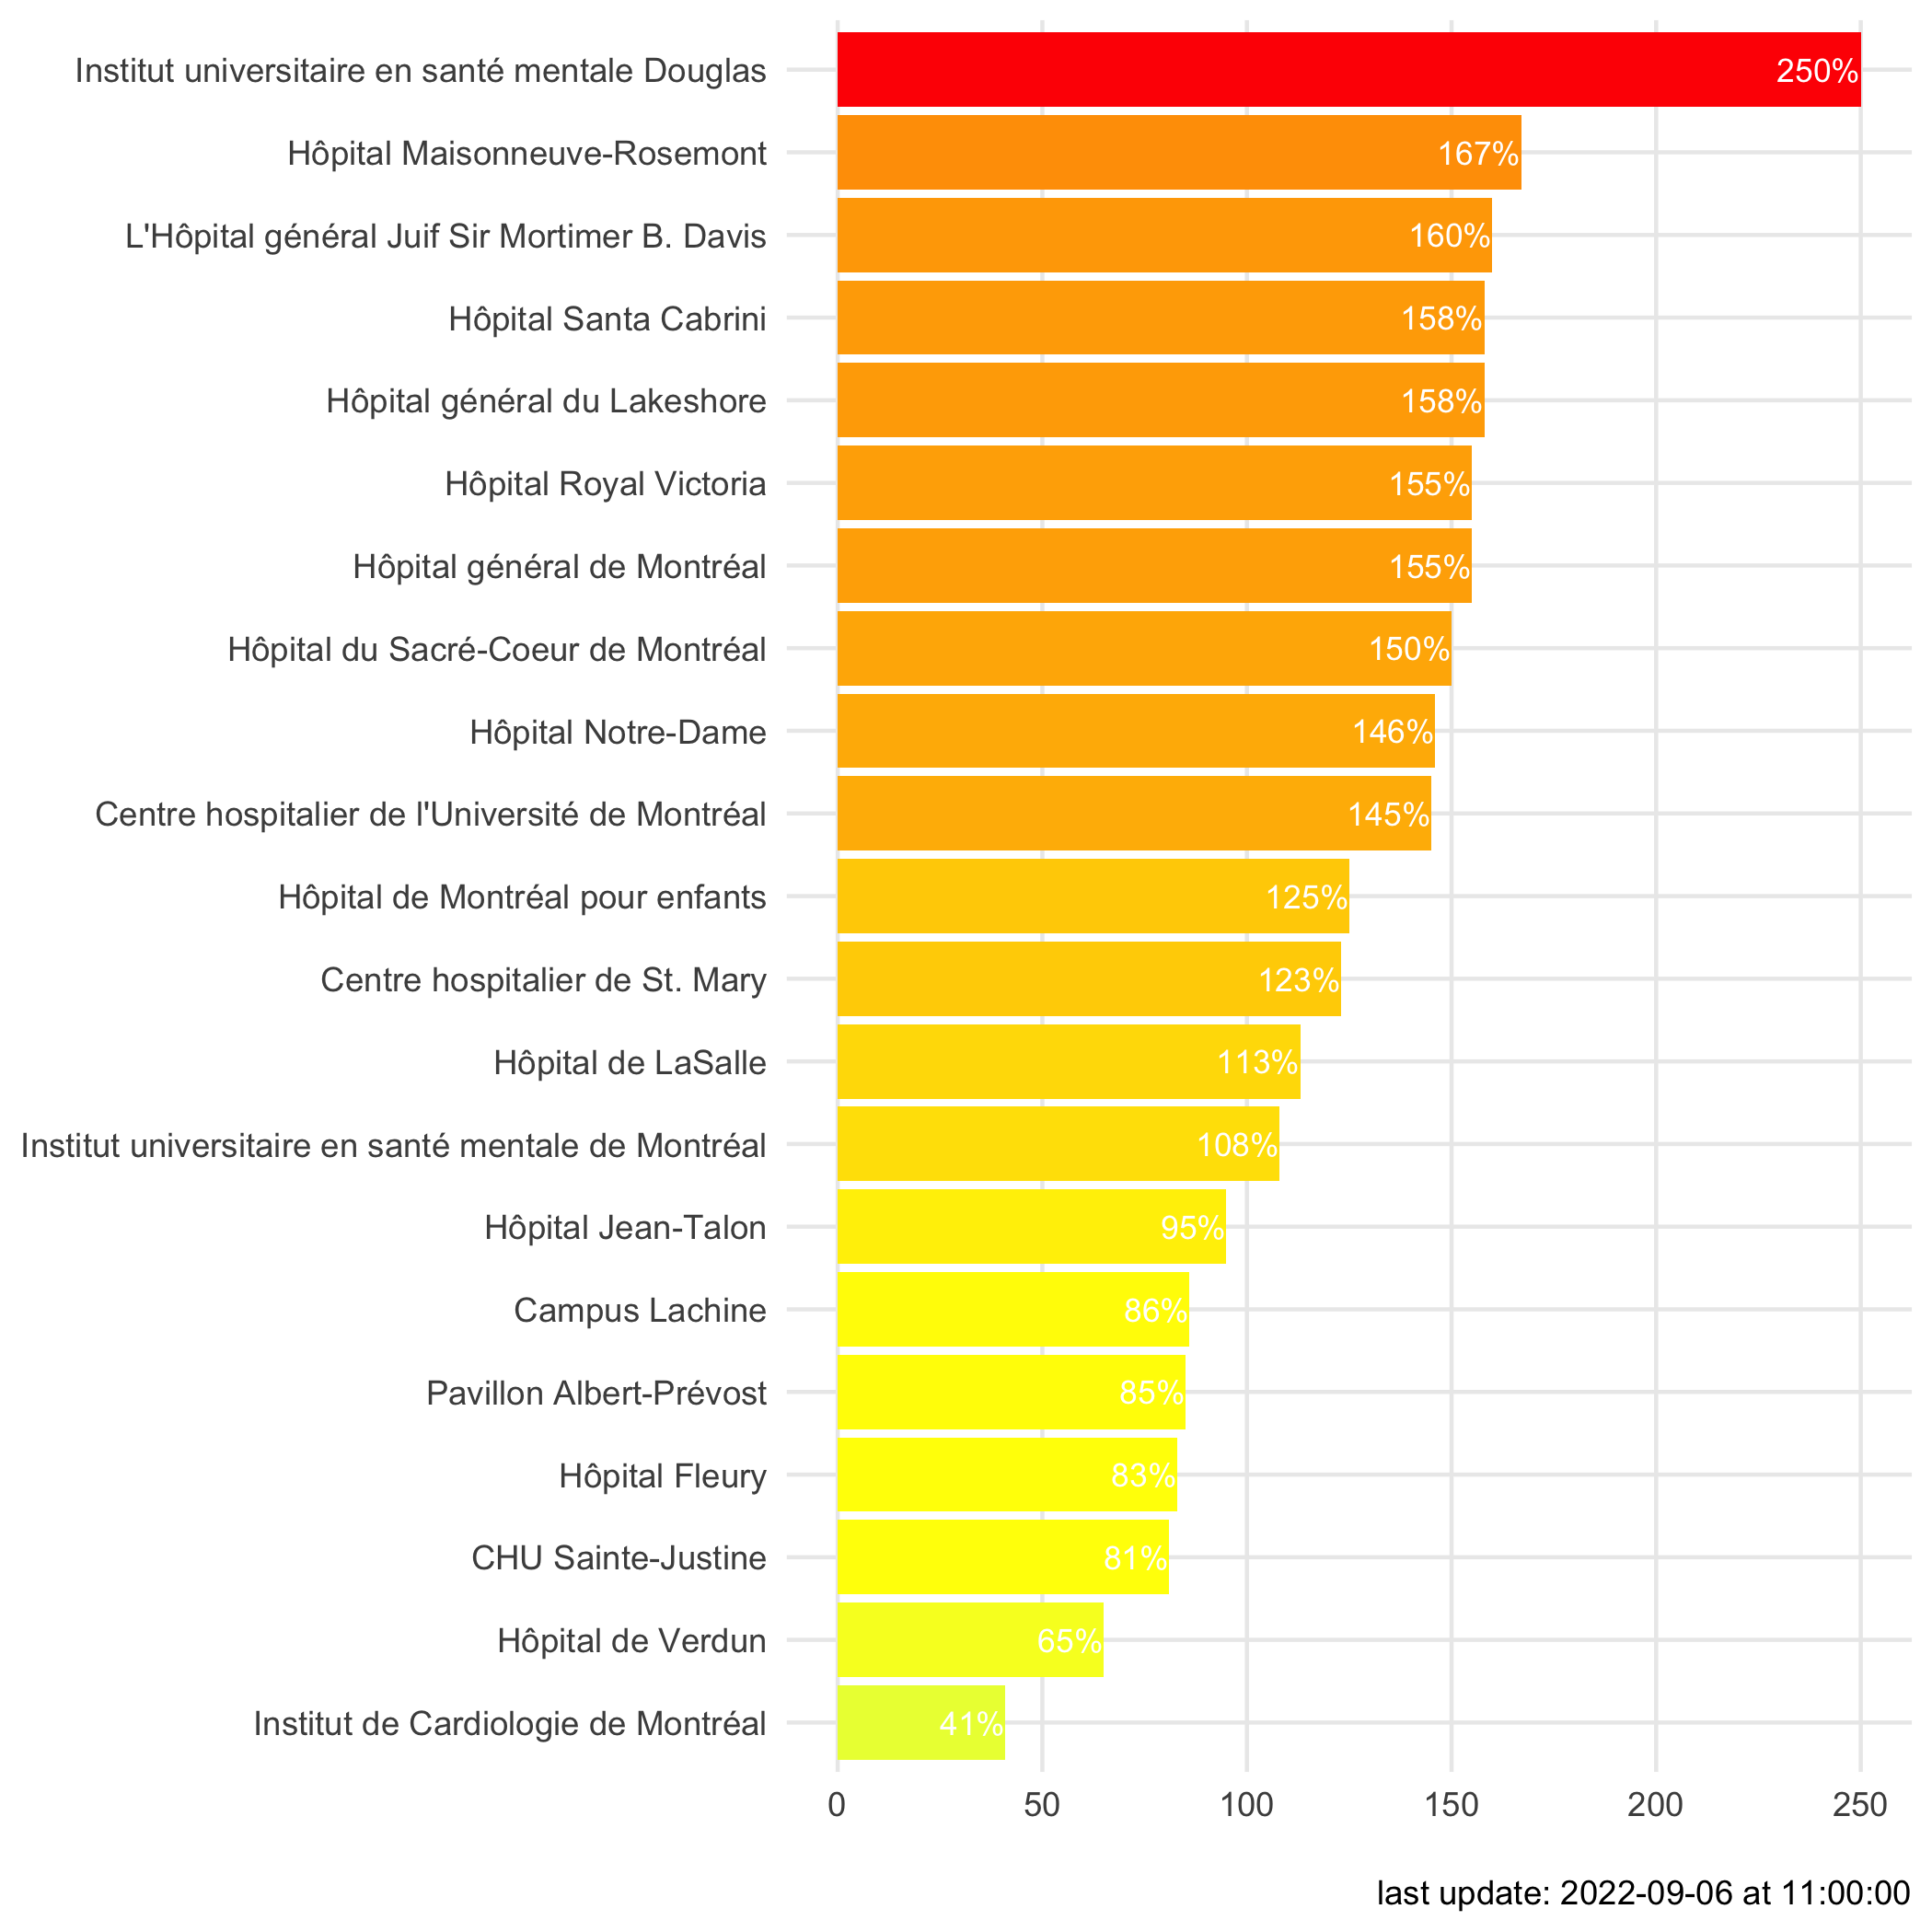 Institut universitaire en santé mentale Douglas 250%
Hôpital Maisonneuve-Rosemont 167%
L'Hôpital général Juif Sir Mortimer B. Davis 160%
Hôpital Santa Cabrini 158%
Hôpital général du Lakeshore 158%
Hôpital Royal Victoria 155%
Hôpital général de Montréal 155%
Hôpital du Sacré-Coeur de Montréal 150%
Hôpital Notre-Dame 146%
Centre hospitalier de l'Université de Montréal 145%
Hôpital de Montréal pour enfants 125%
Centre hospitalier de St. Mary 123%
Hôpital de LaSalle 113%
Institut universitaire en santé mentale de Montréal 108%
Hôpital Jean-Talon 95%
Campus Lachine 86%
Pavillon Albert-Prévost 85%
Hôpital Fleury 83%
CHU Sainte-Justine 81%
Hôpital de Verdun 65%
Institut de Cardiologie de Montréal 41%
0 50 100 150 200 250
last update: 2022-09-06 at 11:00:00